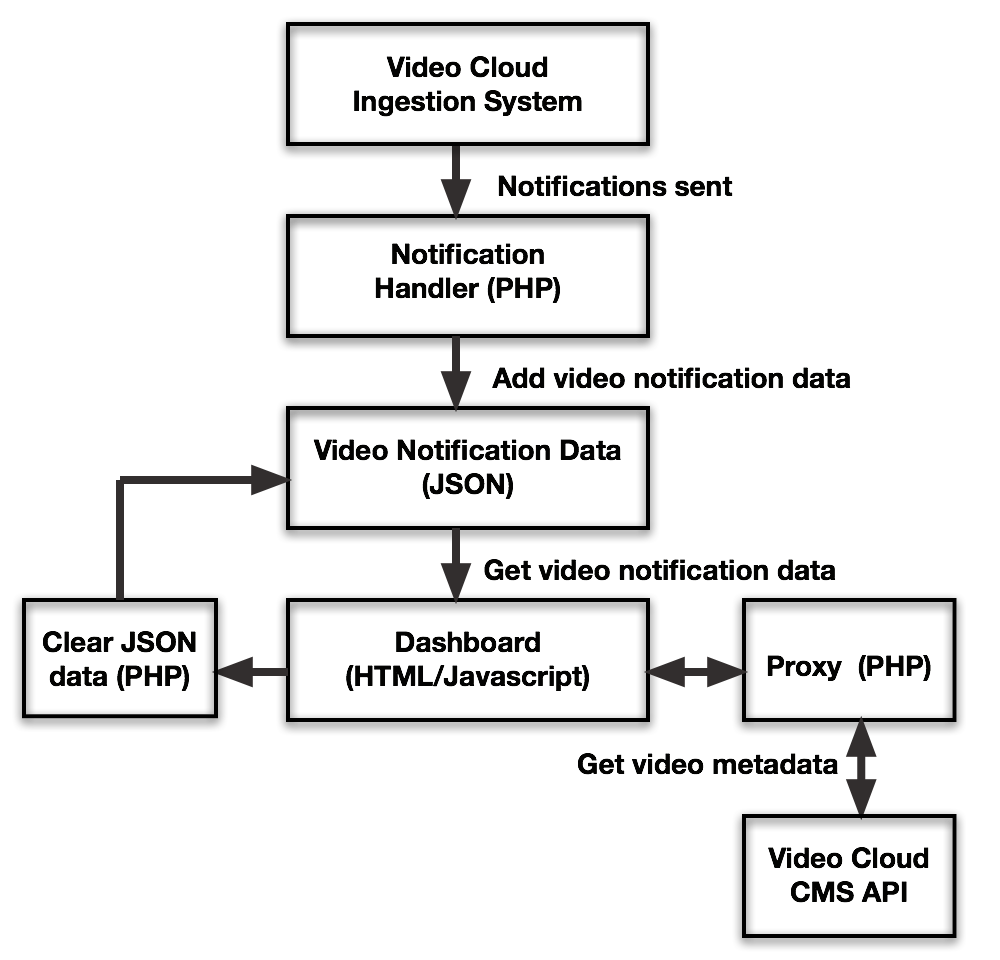 Video Cloud
Ingestion System
Notifications sent
Notification
Handler (PHP)
Add video notification data
Video Notification Data
(JSON)
Get video notification data
Clear JSON
data (PHP)
Dashboard
(HTML/Javascript)
Proxy (PHP)
Get video metadata
Video Cloud
CMS API